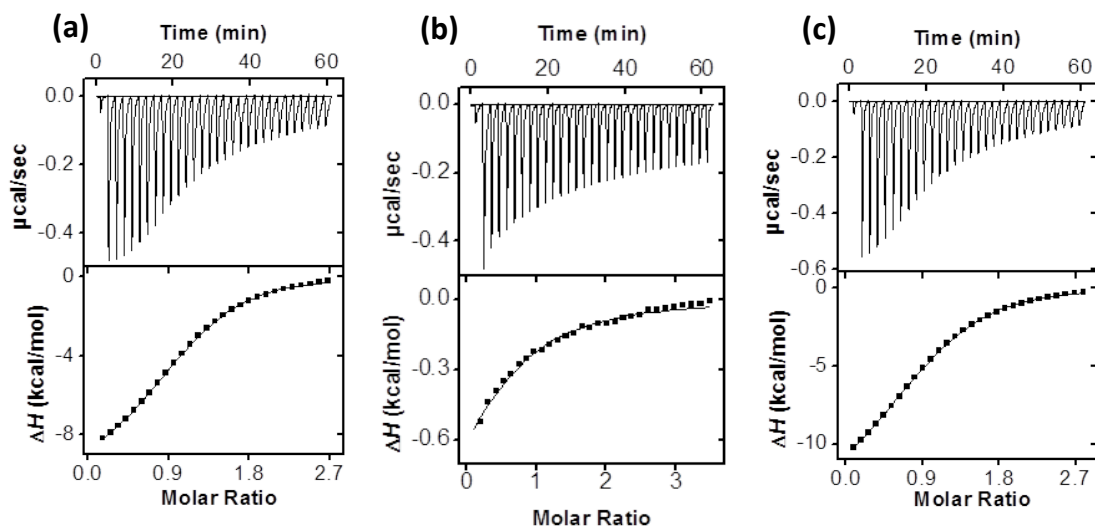 (a)
Time (min)
0 20 40 60
0.0
-0.2
-0.4
µcal/sec
0
-4
-8
ΔH (kcal/mol)
0.0 0.9 1.8 2.7
Molar Ratio
(b)
Time (min)
0 20 40 60
0.0
-0.2
-0.4
µcal/sec
0.0
-0.3
-0.6
ΔH (kcal/mol)
0 1 2 3
Molar Ratio
(c)
Time (min)
0 20 40 60
0.0
-0.2
-0.4
-0.6
µcal/sec
0
-5
-10
ΔH (kcal/mol)
0.0 0.9 1.8 2.7
Molar Ratio